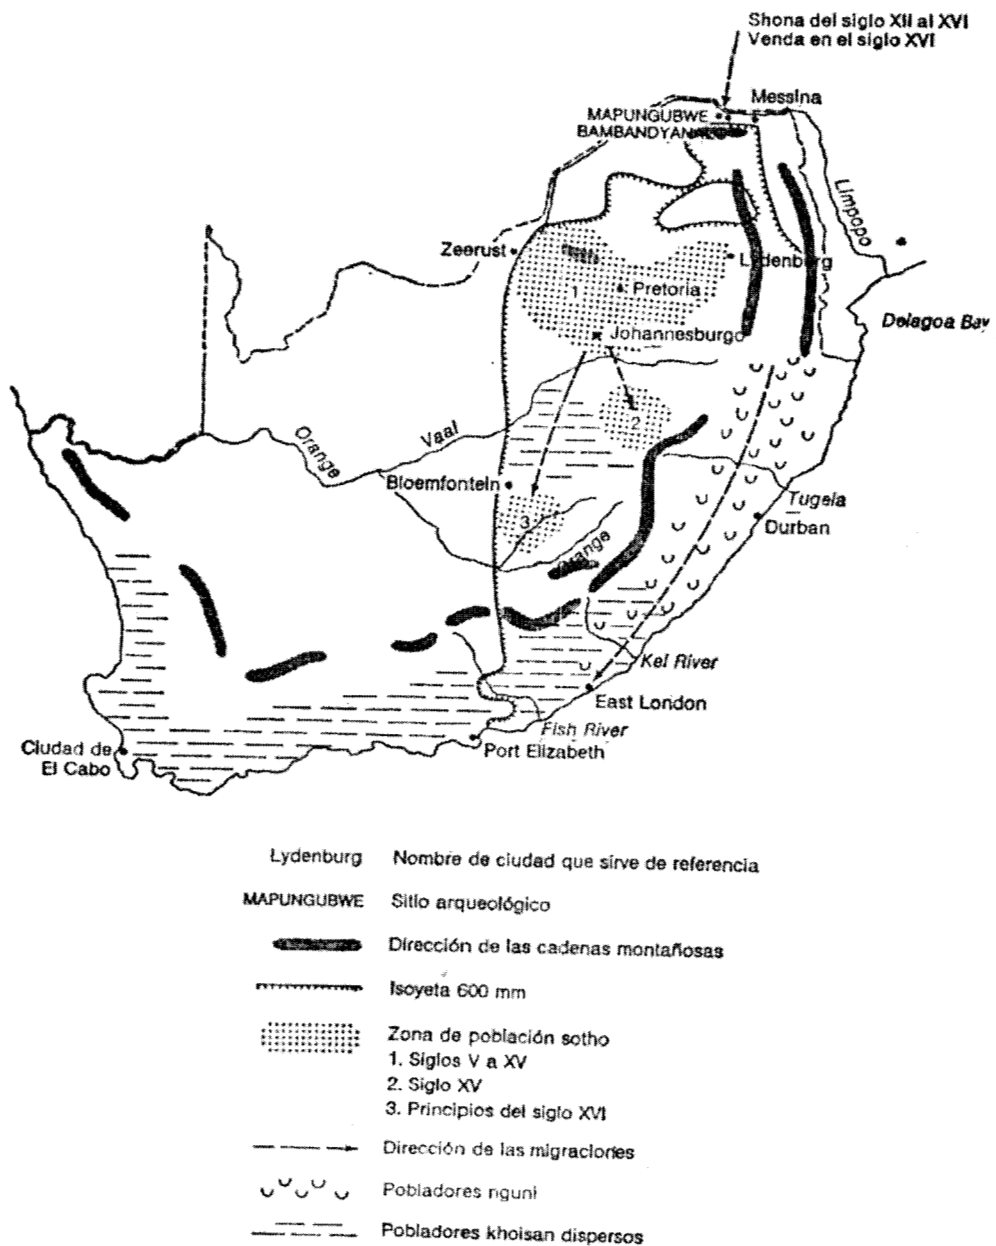 Shona del siglo XII al XVI
Venda en el siglo XVI
Messina
MAPUNGUBWE
Limpopo
Zeerust
Lydenburg
1
Pretoria
Delagoa Bay
Johannesburgo
2
Vaal
Orange
Bloemfontein
Tugela
3
Durban
Orange
Kei River
East London
Fish River
Port Elizabeth
Ciudad de
El Cabo
Lydenburg Nombre de ciudad que sirve de referencia
MAPUNGUBWE Sitio arqueológico
Dirección de las cadenas montañosas
Isoyeta 600 mm
Zona de población sotho
1. Siglos V a XV
2. Siglo XV
3. Principios del siglo XVI
Dirección de las migraciones
Pobladores nguni
Pobladores khoisan dispersos